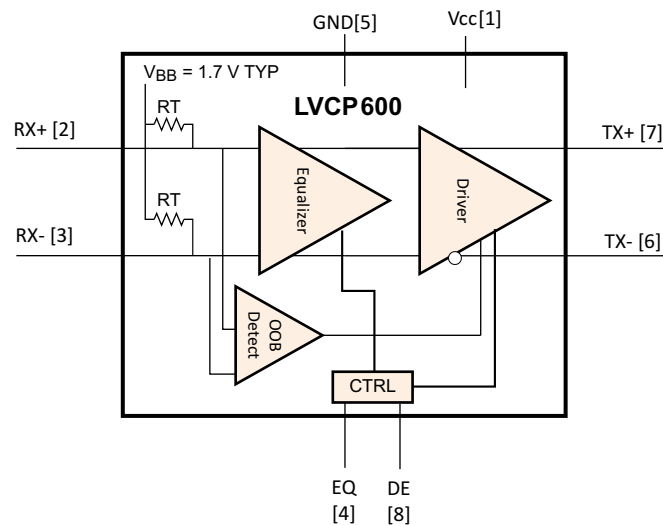 GND[5]
Vcc[1]
VBB = 1.7 V TYP
LVCP600
RT
RX+ [2]
TX+ [7]
Equalizer
Driver
RT
RX- [3]
TX- [6]
OOB
Detect
CTRL
EQ
[4]
DE
[8]